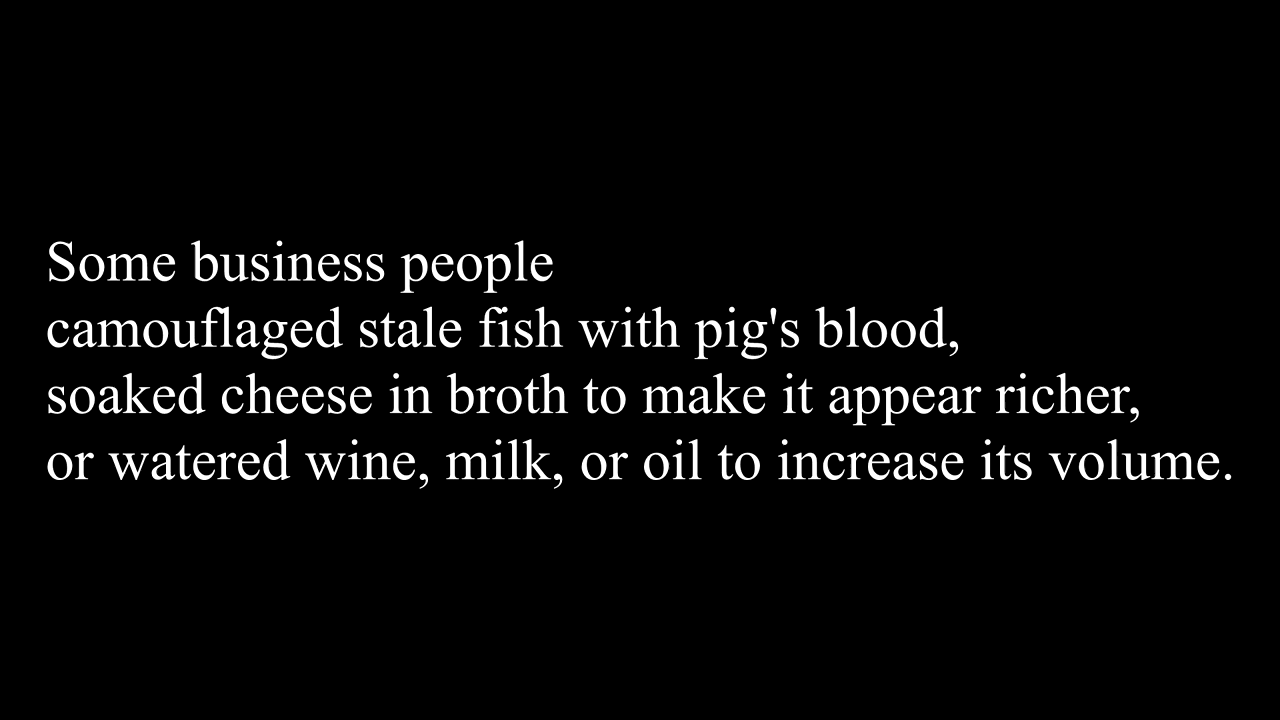 Some business people
camouflaged stale fish with pig's blood,
soaked cheese in broth to make it appear richer,
or watered wine, milk, or oil to increase its volume.